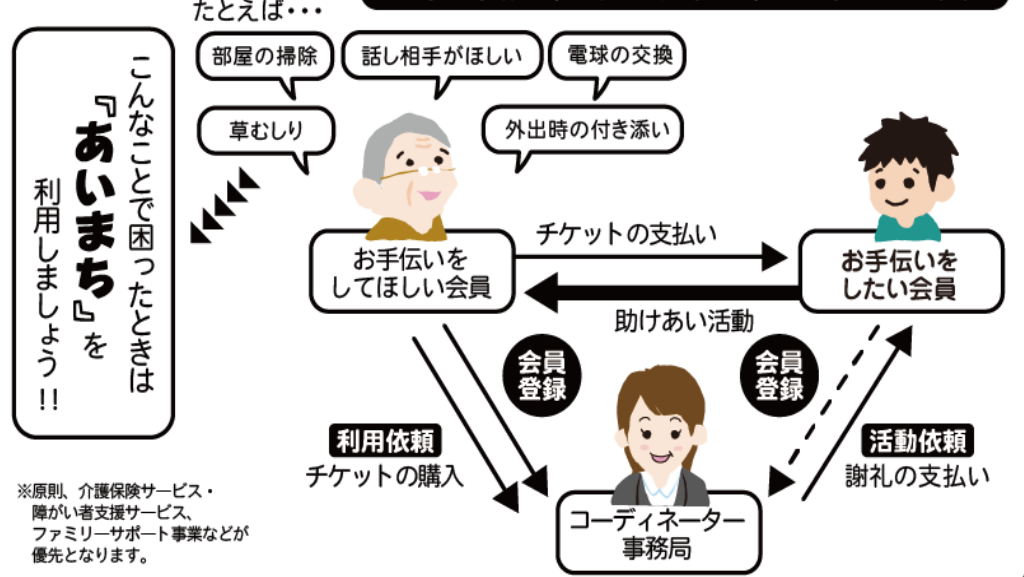 たとえば・・・
部屋の掃除
話し相手がほしい
電球の交換
草むしり
外出時の付き添い
こんなことで困ったときは
『あいまち』を
利用しましょう!!
お手伝いを
してほしい会員
チケットの支払い
助けあい活動
お手伝いを
したい会員
会員
登録
会員
登録
利用依頼
チケットの購入
活動依頼
謝礼の支払い
コーディネーター
事務局
※原則、介護保険サービス・
障がい者支援サービス、
ファミリーサポート事業などが
優先となります。